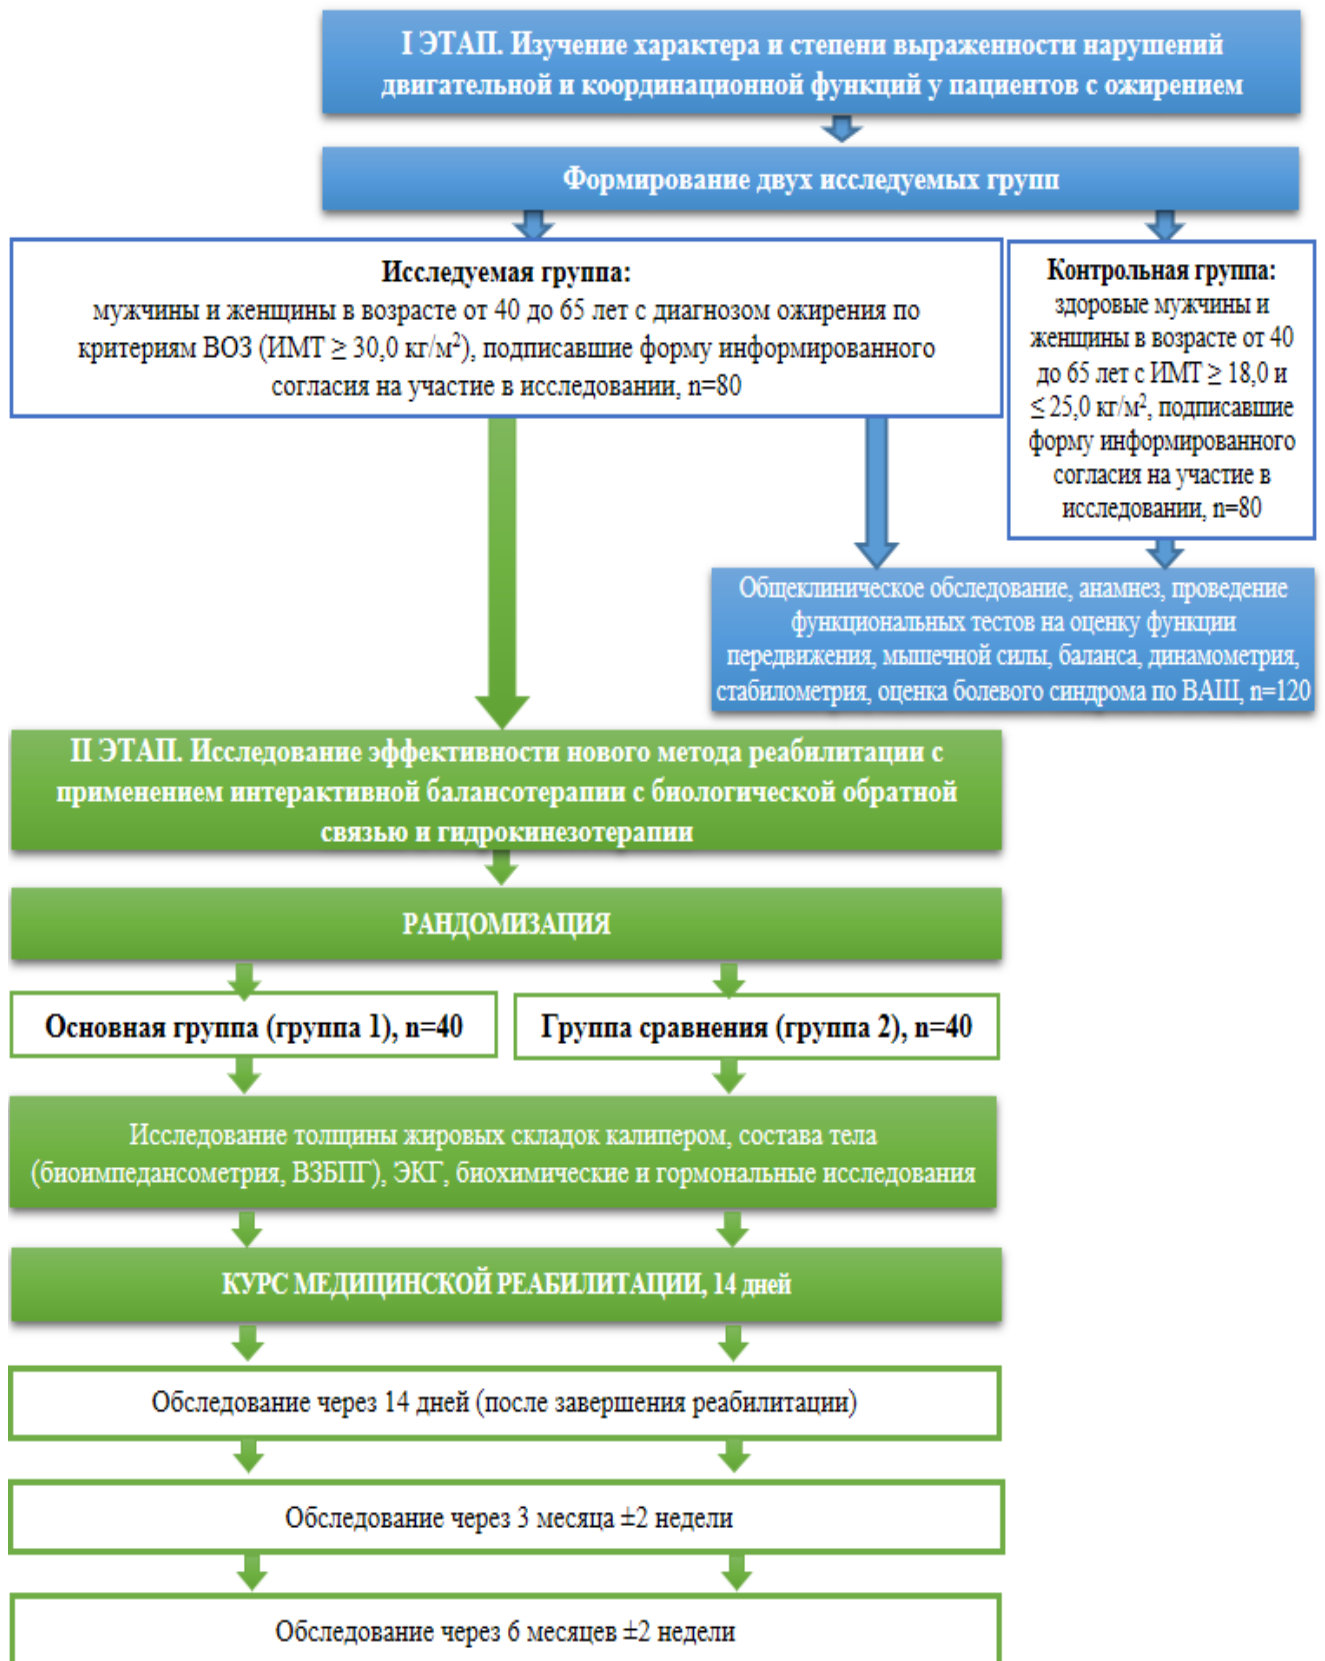 I ЭТАП. Изучение характера и степени выраженности нарушений
двигательной и координационной функций у пациентов с ожирением
Формирование двух исследуемых групп
Исследуемая группа:
мужчины и женщины в возрасте от 40 до 65 лет с диагнозом ожирения по
критериям ВОЗ (ИМТ ≥ 30,0 кг/м²), подписавшие форму информированного
согласия на участие в исследовании, n=80
Контрольная группа:
здоровые мужчины и
женщины в возрасте от 40
до 65 лет с ИМТ ≥ 18,0 и
≤ 25,0 кг/м², подписавшие
форму информированного
согласия на участие в
исследовании, n=80
Общеклиническое обследование, анамнез, проведение
функциональных тестов на оценку функции
передвижения, мышечной силы, баланса, динамометрия,
стабилометрия, оценка болевого синдрома по ВАШ, n=120
II ЭТАП. Исследование эффективности нового метода реабилитации с
применением интерактивной балансотерапии с биологической обратной
связью и гидрокинезотерапии
РАНДОМИЗАЦИЯ
Основная группа (группа 1), n=40
Группа сравнения (группа 2), n=40
Исследование толщины жировых складок калипером, состава тела
(биоимпедансометрия, ВЗБПГ), ЭКГ, биохимические и гормональные исследования
КУРС МЕДИЦИНСКОЙ РЕАБИЛИТАЦИИ, 14 дней
Обследование через 14 дней (после завершения реабилитации)
Обследование через 3 месяца ±2 недели
Обследование через 6 месяцев ±2 недели